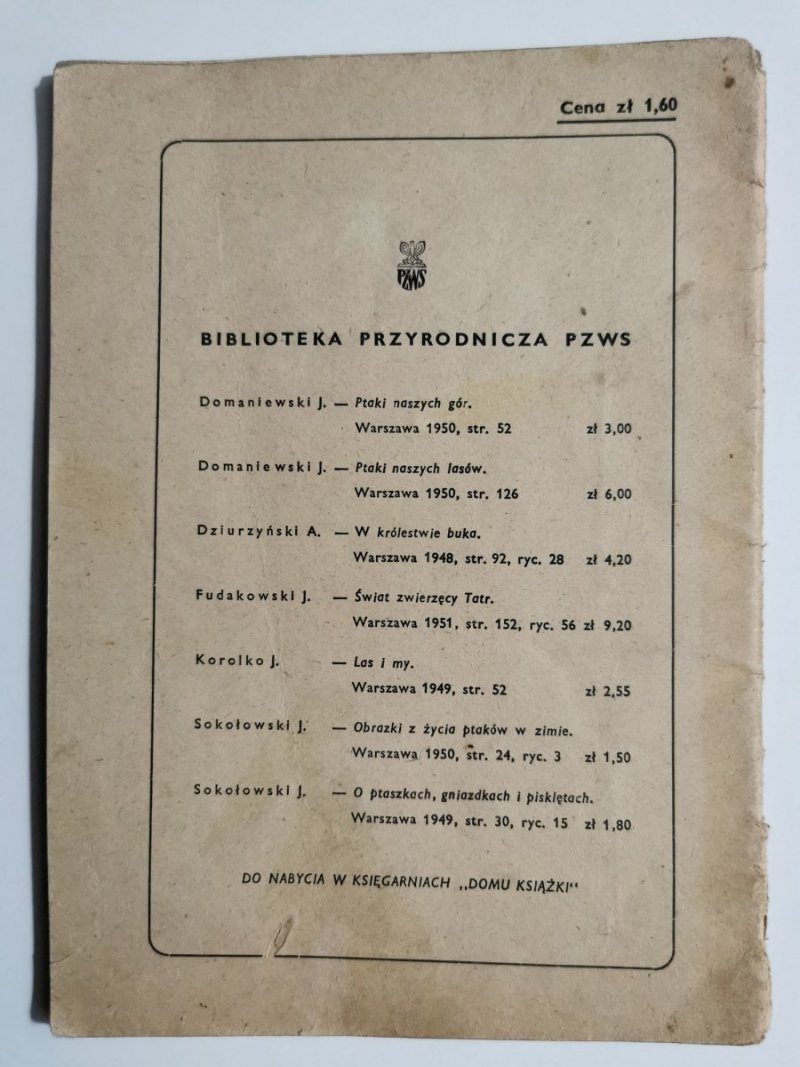 Cena zł 1,60
PZWS
BIBLIOTEKA PRZYRODNICZA PZWS
Domaniewski J. — Ptaki naszych gór.
Warszawa 1950, str. 52 zł 3,00
Domaniewski J. — Ptaki naszych lasów.
Warszawa 1950, str. 126 zł 6,00
Dziurzyński A. — W królestwie buka.
Warszawa 1948, str. 92, ryc. 28 zł 4,20
Fudakowski J. — Świat zwierzęcy Tatr.
Warszawa 1951, str. 152, ryc. 56 zł 9,20
Korolko J. — Las i my.
Warszawa 1949, str. 52 zł 2,55
Sokołowski J. — Obrazki z życia ptaków w zimie.
Warszawa 1950, str. 24, ryc. 3 zł 1,50
Sokołowski J. — O ptaszkach, gniazdkach i pisklętach.
Warszawa 1949, str. 30, ryc. 15 zł 1,80
DO NABYCIA W KSIĘGARNIACH „DOMU KSIĄŻKI"